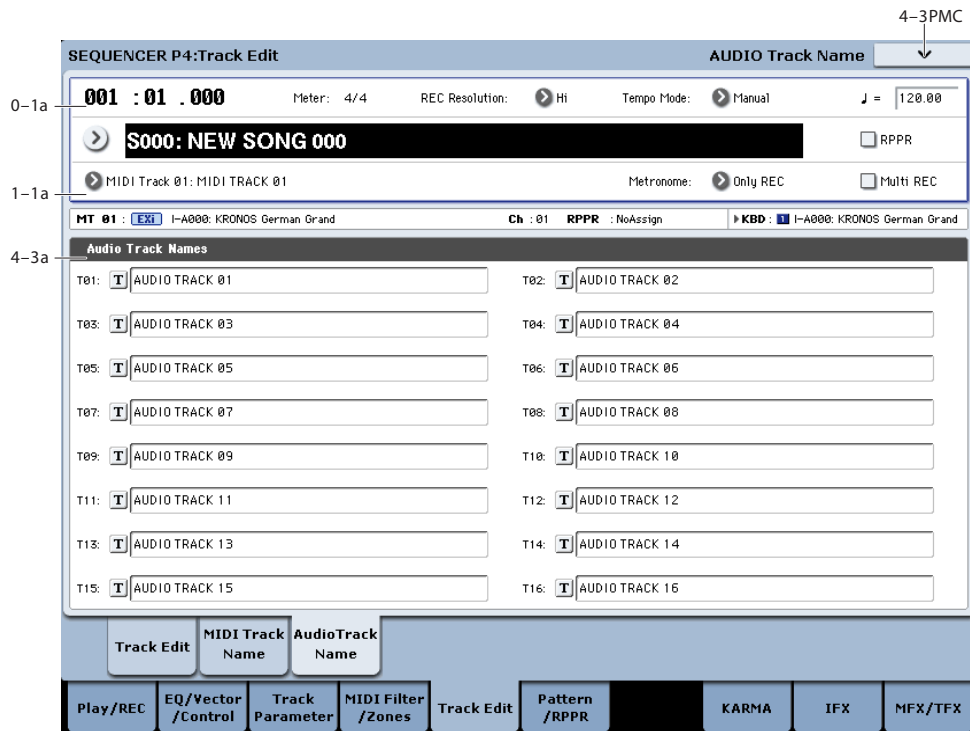 4–3PMC
SEQUENCER P4:Track Edit AUDIO Track Name
0–1a
001 :01 .000 Meter: 4/4 REC Resolution: Hi Tempo Mode: Manual ♩ = 120.00
S000: NEW SONG 000 RPPR
1–1a
MIDI Track 01: MIDI TRACK 01 Metronome: Only REC Multi REC
MT 01 : EXi I-A000: KRONOS German Grand Ch :01 RPPR :NoAssign KBD : 1 I-A000: KRONOS German Grand
4–3a
Audio Track Names
T01: T AUDIO TRACK 01 T02: T AUDIO TRACK 02
T03: T AUDIO TRACK 03 T04: T AUDIO TRACK 04
T05: T AUDIO TRACK 05 T06: T AUDIO TRACK 06
T07: T AUDIO TRACK 07 T08: T AUDIO TRACK 08
T09: T AUDIO TRACK 09 T10: T AUDIO TRACK 10
T11: T AUDIO TRACK 11 T12: T AUDIO TRACK 12
T13: T AUDIO TRACK 13 T14: T AUDIO TRACK 14
T15: T AUDIO TRACK 15 T16: T AUDIO TRACK 16
Track Edit
MIDI Track
Name
AudioTrack
Name
Play/REC
EQ/Vector
/Control
Track
Parameter
MIDI Filter
/Zones
Track Edit
Pattern
/RPPR
KARMA
IFX
MFX/TFX